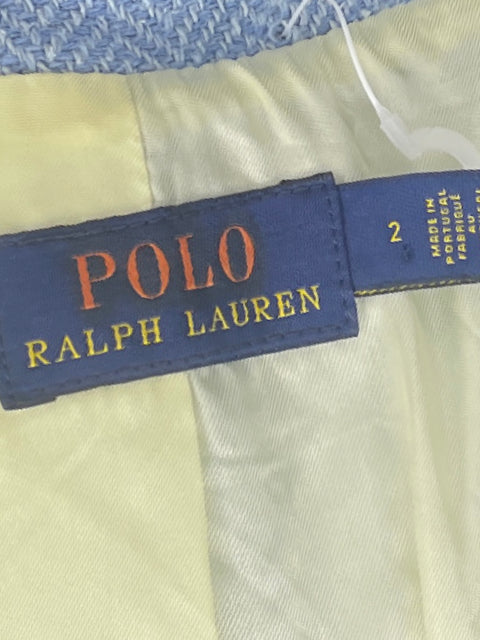 POLO
RALPH LAUREN
2
MADE IN
PORTUGAL
FABRIQUÉ
AU